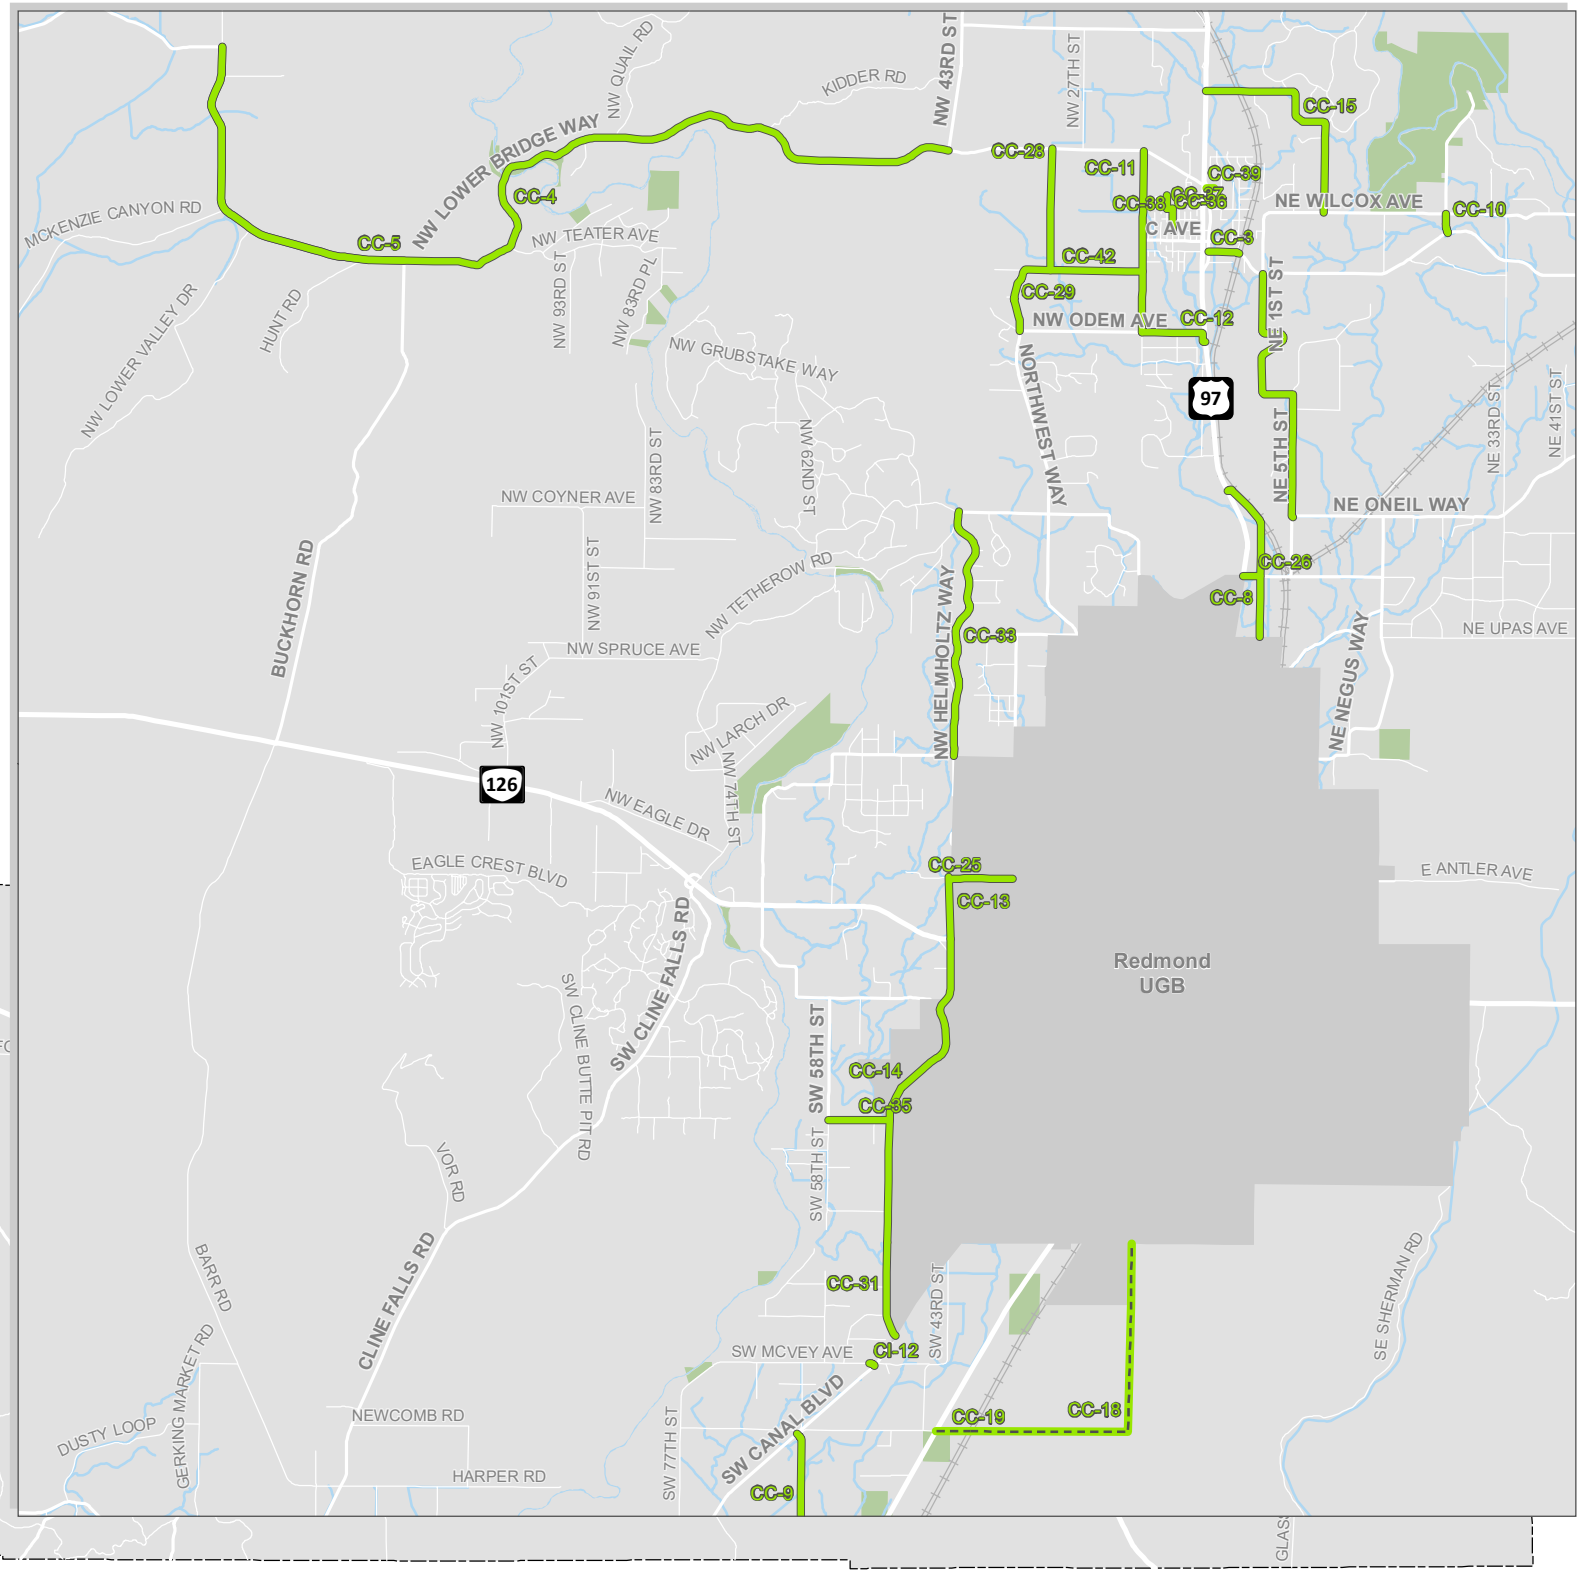 NW QUAIL RD
KIDDER RD
NW 43RD ST
NW 27TH ST
CC-15
NW LOWER BRIDGE WAY
CC-28
CC-11
CC-39
CC-37
CC-38
CC-36
NE WILCOX AVE
CC-10
CC-4
MCKENZIE CANYON RD
CC-5
NW TEATER AVE
C AVE
CC-3
CC-42
NW 93RD ST
NW 83RD PL
CC-29
NE 1ST ST
NW LOWER VALLEY DR
HUNT RD
NW ODEM AVE
CC-12
NW GRUBSTAKE WAY
NORTHWEST WAY
97
NE 33RD ST
NE 41ST ST
NW 83RD ST
NW 62ND ST
NE 5TH ST
NW COYNER AVE
NE ONEIL WAY
BUCKHORN RD
NW 91ST ST
NW TETHEROW RD
NW HELMHOLTZ WAY
CC-26
CC-8
CC-33
NE UPAS AVE
NE NEGUS WAY
NW SPRUCE AVE
NW 101ST ST
NW LARCH DR
NW 74TH ST
126
NW EAGLE DR
EAGLE CREST BLVD
CC-25
CC-13
E ANTLER AVE
SW CLINE FALLS RD
Redmond
UGB
SW CLINE BUTTE PIT RD
SW 58TH ST
CC-14
CC-35
SW 58TH ST
VOR RD
BARR RD
CLINE FALLS RD
CC-31
SW 43RD ST
SE SHERMAN RD
CI-12
SW MCVEY AVE
GERKING MARKET RD
DUSTY LOOP
NEWCOMB RD
SW 77TH ST
SW CANAL BLVD
CC-19
CC-18
HARPER RD
CC-9
GLASS